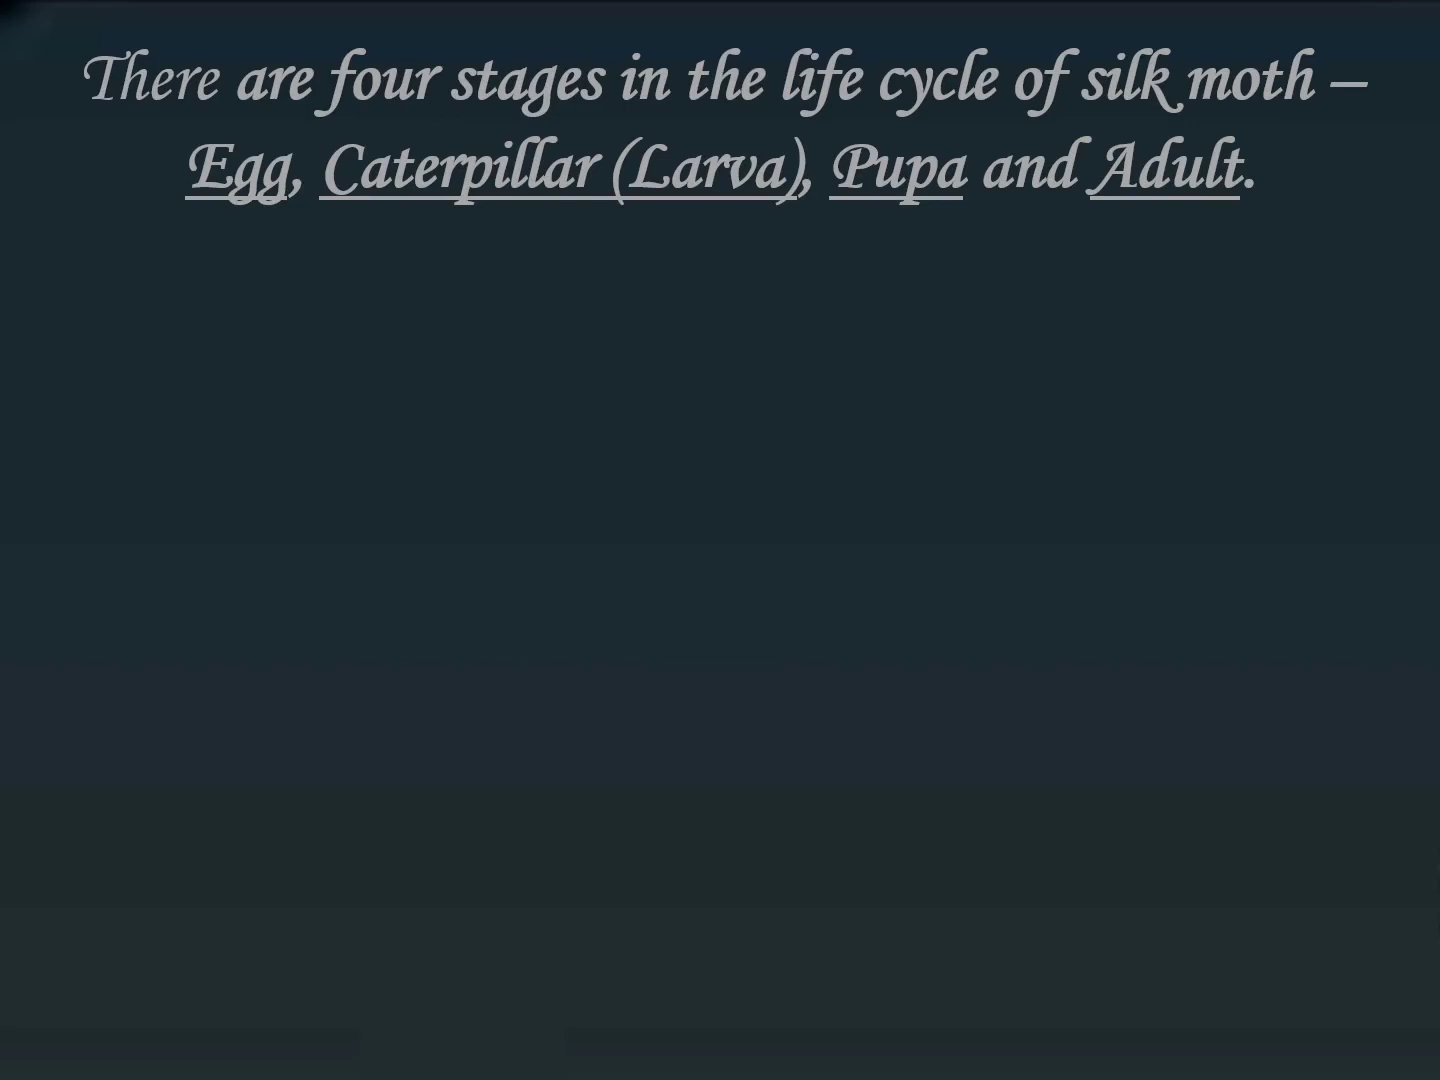 There are four stages in the life cycle of silk moth –
Egg, Caterpillar (Larva), Pupa and Adult.